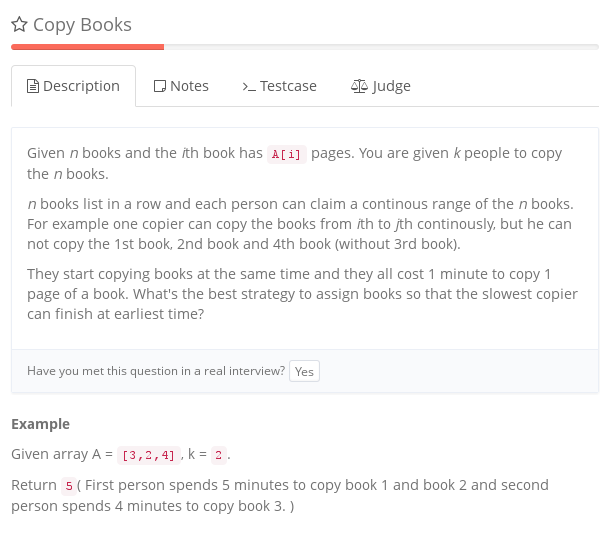 Copy Books
Description Notes Testcase Judge
Given n books and the ith book has A[i] pages. You are given k people to copy
the n books.
n books list in a row and each person can claim a continous range of the n books.
For example one copier can copy the books from ith to jth continously, but he can
not copy the 1st book, 2nd book and 4th book (without 3rd book).
They start copying books at the same time and they all cost 1 minute to copy 1
page of a book. What's the best strategy to assign books so that the slowest copier
can finish at earliest time?
Have you met this question in a real interview? Yes
Example
Given array A = [3,2,4], k = 2.
Return 5 ( First person spends 5 minutes to copy book 1 and book 2 and second
person spends 4 minutes to copy book 3. )